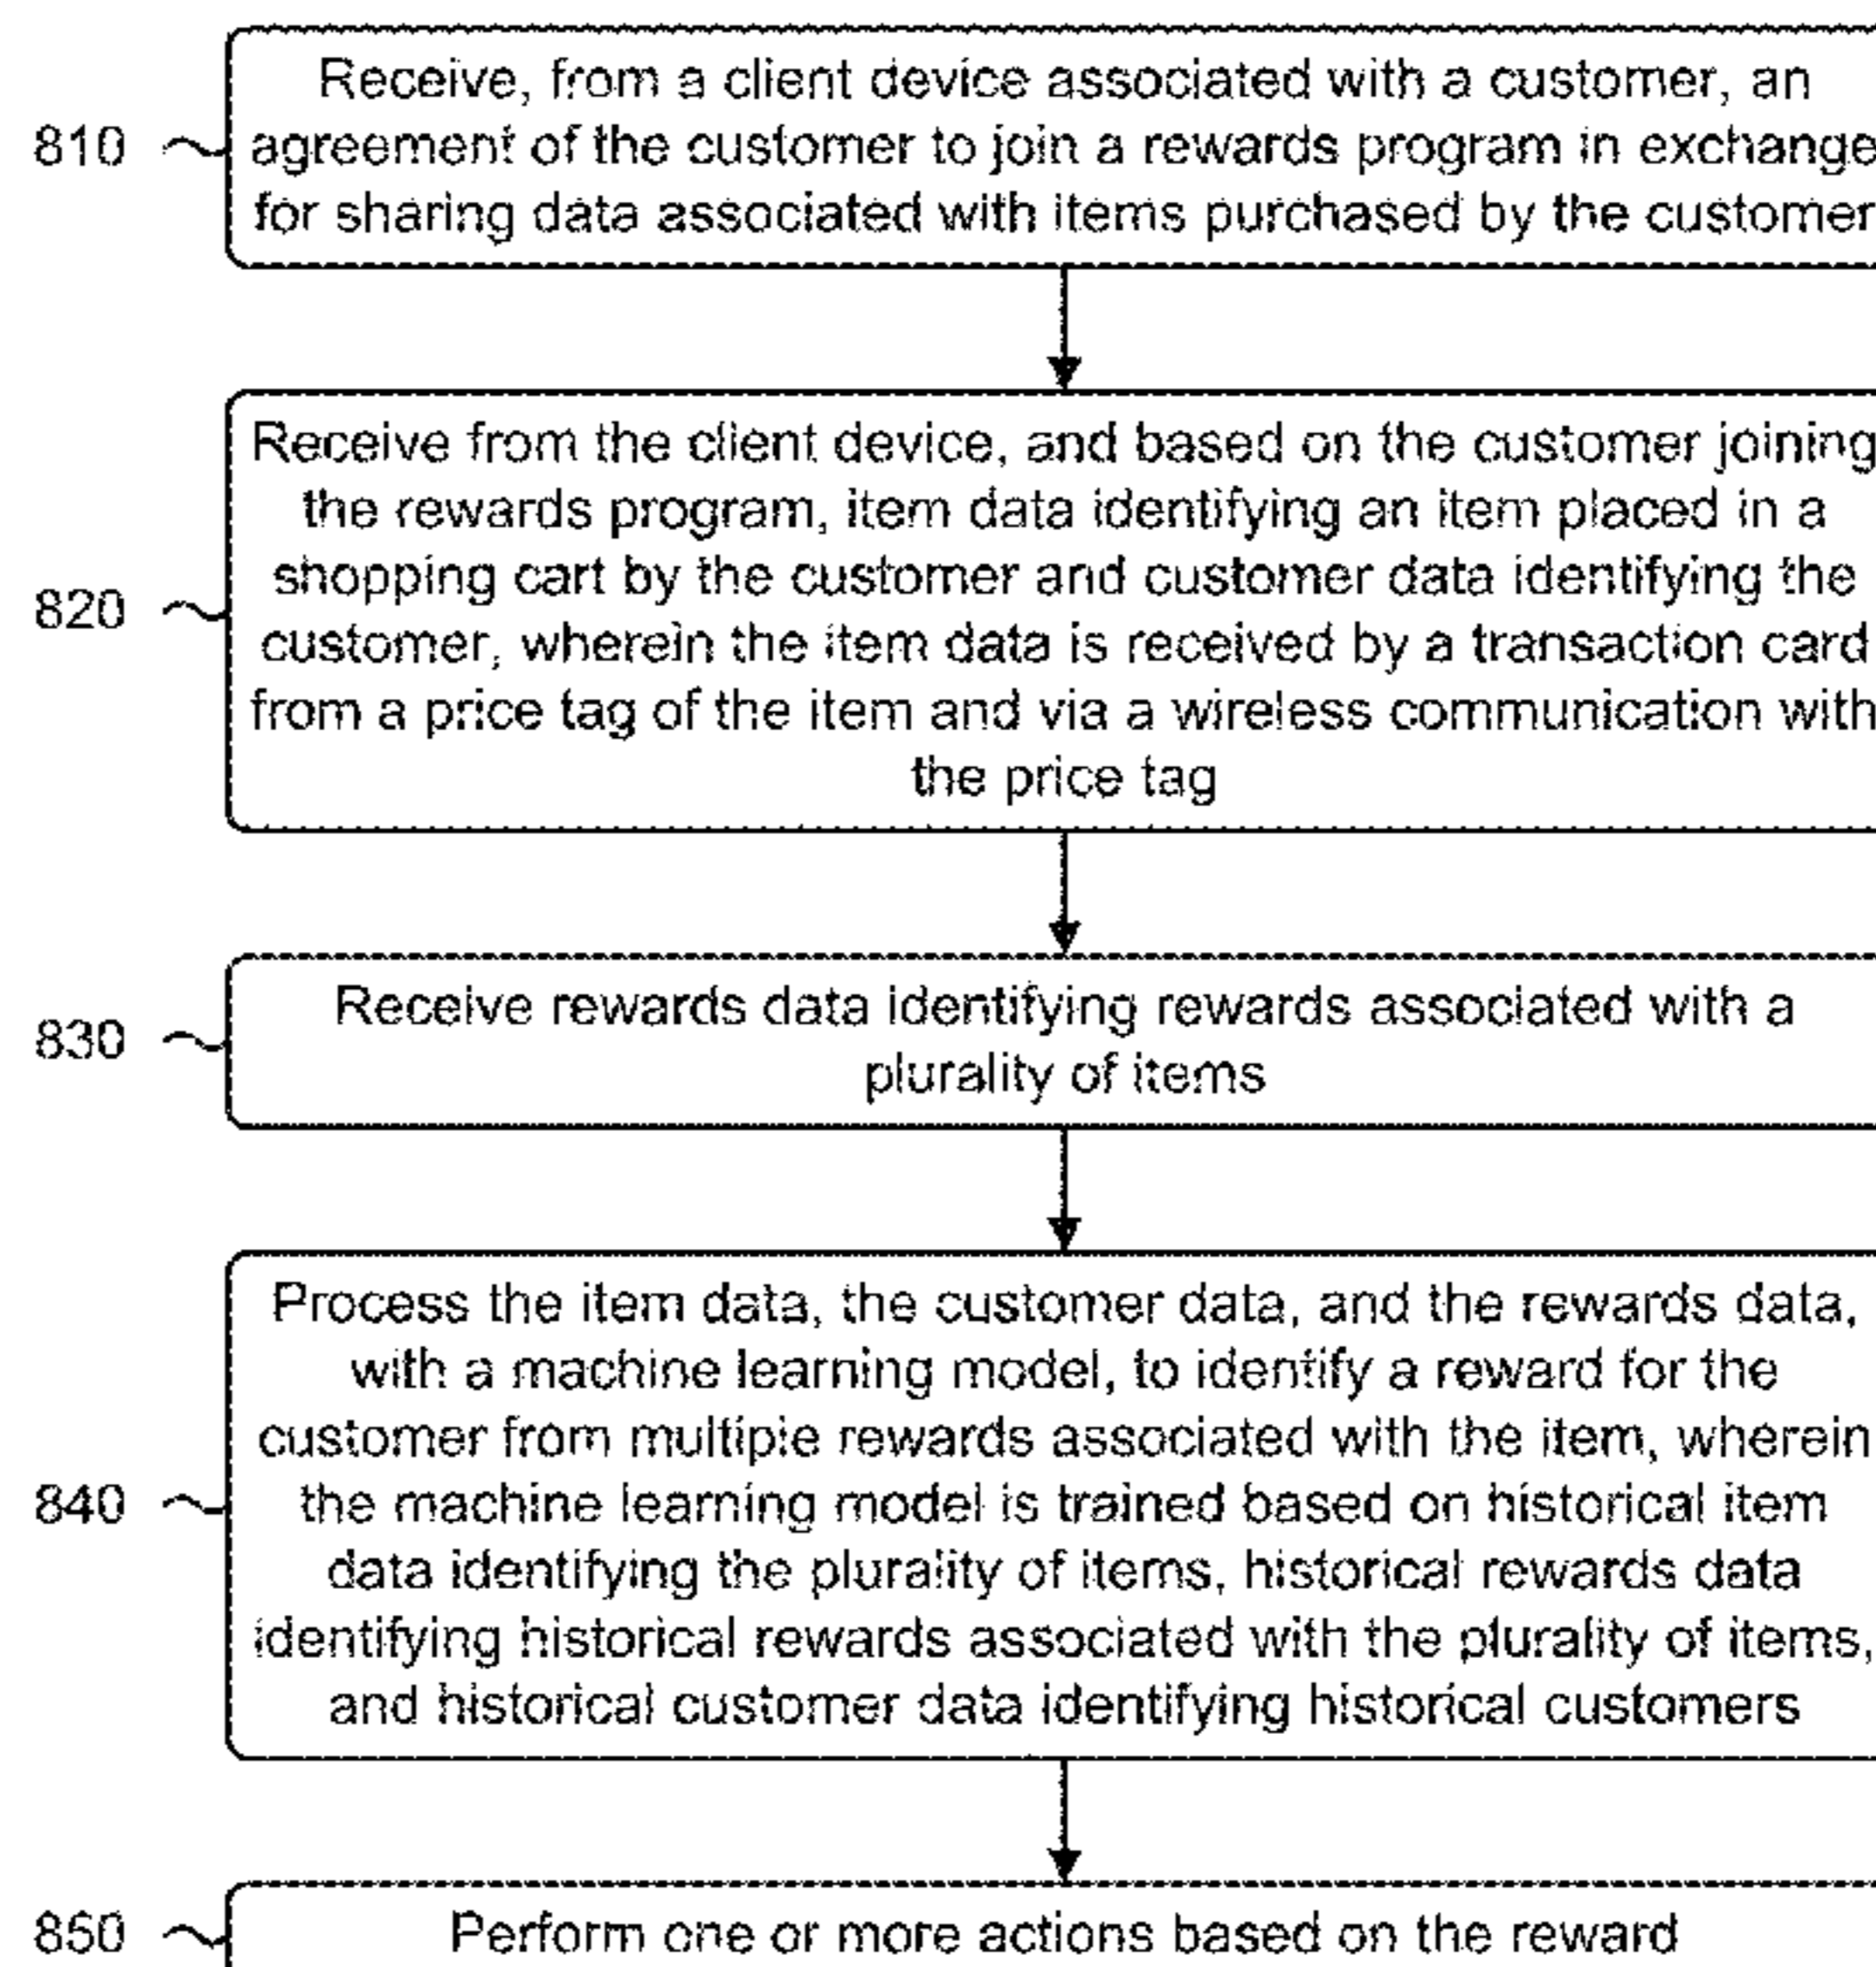 Receive, from a client device associated with a customer, an
810
agreement of the customer to join a rewards program in exchange
for sharing data associated with items purchased by the customer
Receive from the client device, and based on the customer joining
the rewards program, item data identifying an item placed in a
shopping cart by the customer and customer data identifying the
820
customer, wherein the item data is received by a transaction card
from a price tag of the item and via a wireless communication with
the price tag
Receive rewards data identifying rewards associated with a
830
plurality of items
Process the item data, the customer data, and the rewards data,
with a machine learning model, to identify a reward for the
customer from multiple rewards associated with the item, wherein
840
the machine learning model is trained based on historical item
data identifying the plurality of items, historical rewards data
identifying historical rewards associated with the plurality of items,
and historical customer data identifying historical customers
850
Perform one or more actions based on the reward